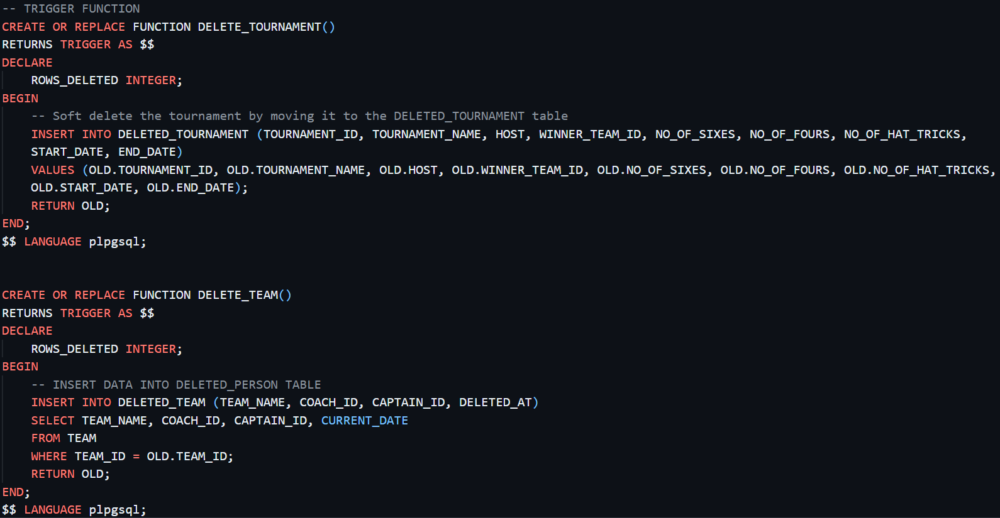 -- TRIGGER FUNCTION
CREATE OR REPLACE FUNCTION DELETE_TOURNAMENT()
RETURNS TRIGGER AS $$
DECLARE
    ROWS_DELETED INTEGER;
BEGIN
    -- Soft delete the tournament by moving it to the DELETED_TOURNAMENT table
    INSERT INTO DELETED_TOURNAMENT (TOURNAMENT_ID, TOURNAMENT_NAME, HOST, WINNER_TEAM_ID, NO_OF_SIXES, NO_OF_FOURS, NO_OF_HAT_TRICKS,
    START_DATE, END_DATE)
    VALUES (OLD.TOURNAMENT_ID, OLD.TOURNAMENT_NAME, OLD.HOST, OLD.WINNER_TEAM_ID, OLD.NO_OF_SIXES, OLD.NO_OF_FOURS, OLD.NO_OF_HAT_TRICKS,
    OLD.START_DATE, OLD.END_DATE);
    RETURN OLD;
END;
$$ LANGUAGE plpgsql;
CREATE OR REPLACE FUNCTION DELETE_TEAM()
RETURNS TRIGGER AS $$
DECLARE
    ROWS_DELETED INTEGER;
BEGIN
    -- INSERT DATA INTO DELETED_PERSON TABLE
    INSERT INTO DELETED_TEAM (TEAM_NAME, COACH_ID, CAPTAIN_ID, DELETED_AT)
    SELECT TEAM_NAME, COACH_ID, CAPTAIN_ID, CURRENT_DATE
    FROM TEAM
    WHERE TEAM_ID = OLD.TEAM_ID;
    RETURN OLD;
END;
$$ LANGUAGE plpgsql;